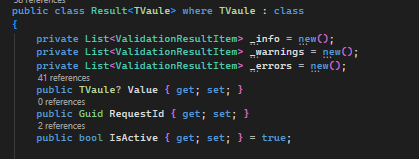 58 references
public class Result<TVaule> where TVaule : class
{
private List<ValidationResultItem> _info = new();
private List<ValidationResultItem> _warnings = new();
private List<ValidationResultItem> _errors = new();
41 references
public TVaule? Value { get; set; }
0 references
public Guid RequestId { get; set; }
2 references
public bool IsActive { get; set; } = true;